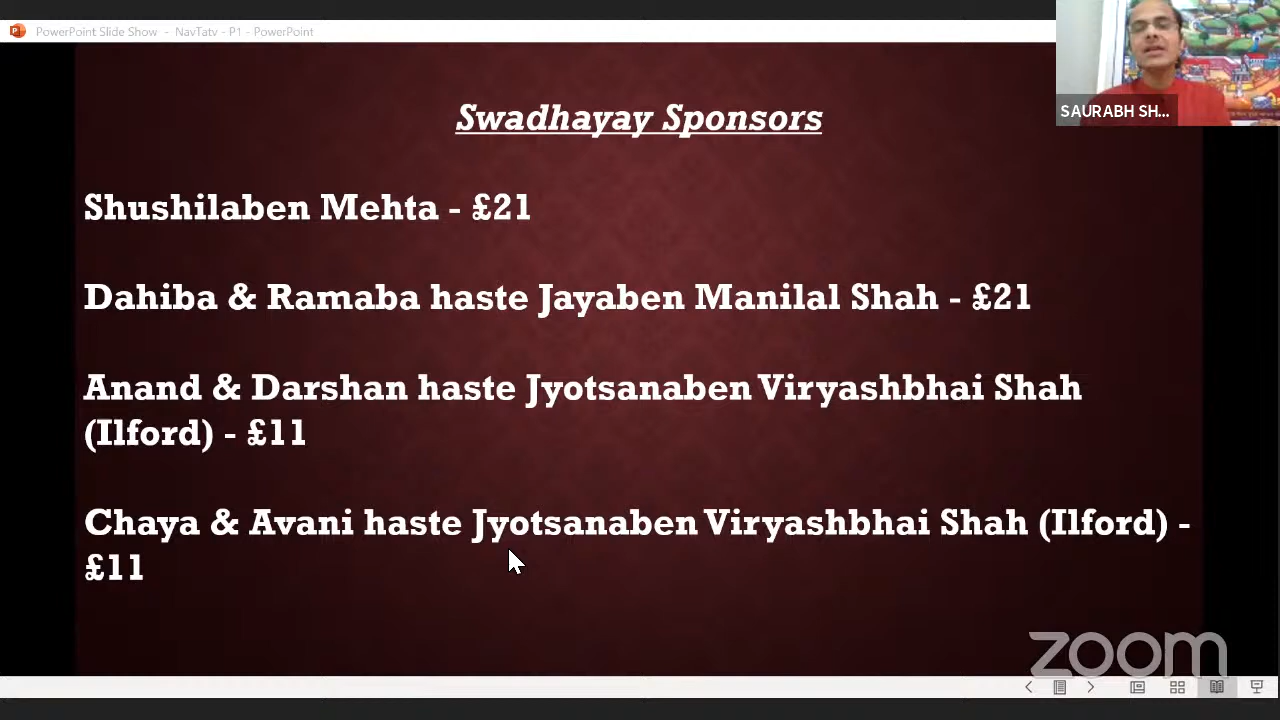 PowerPoint Slide Show - NavTatv - P1 - PowerPoint
SAURABH SH...
Swadhayay Sponsors
Shushilaben Mehta - £21
Dahiba & Ramaba haste Jayaben Manilal Shah - £21
Anand & Darshan haste Jyotsanaben Viryashbhai Shah
(Ilford) - £11
Chaya & Avani haste Jyotsanaben Viryashbhai Shah (Ilford) -
£11
zoom